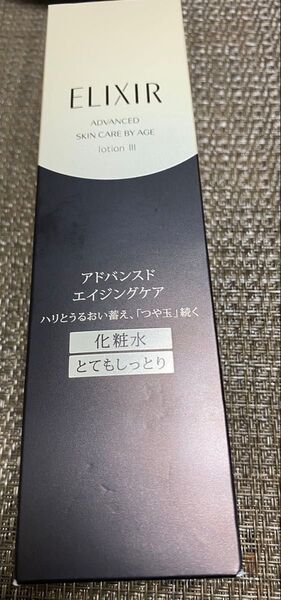 ELIXIR
ADVANCED
SKIN CARE BY AGE
lotion III
アドバンスド
エイジングケア
ハリとうるおい蓄え、「つや玉」続く
化粧水
とてもしっとり